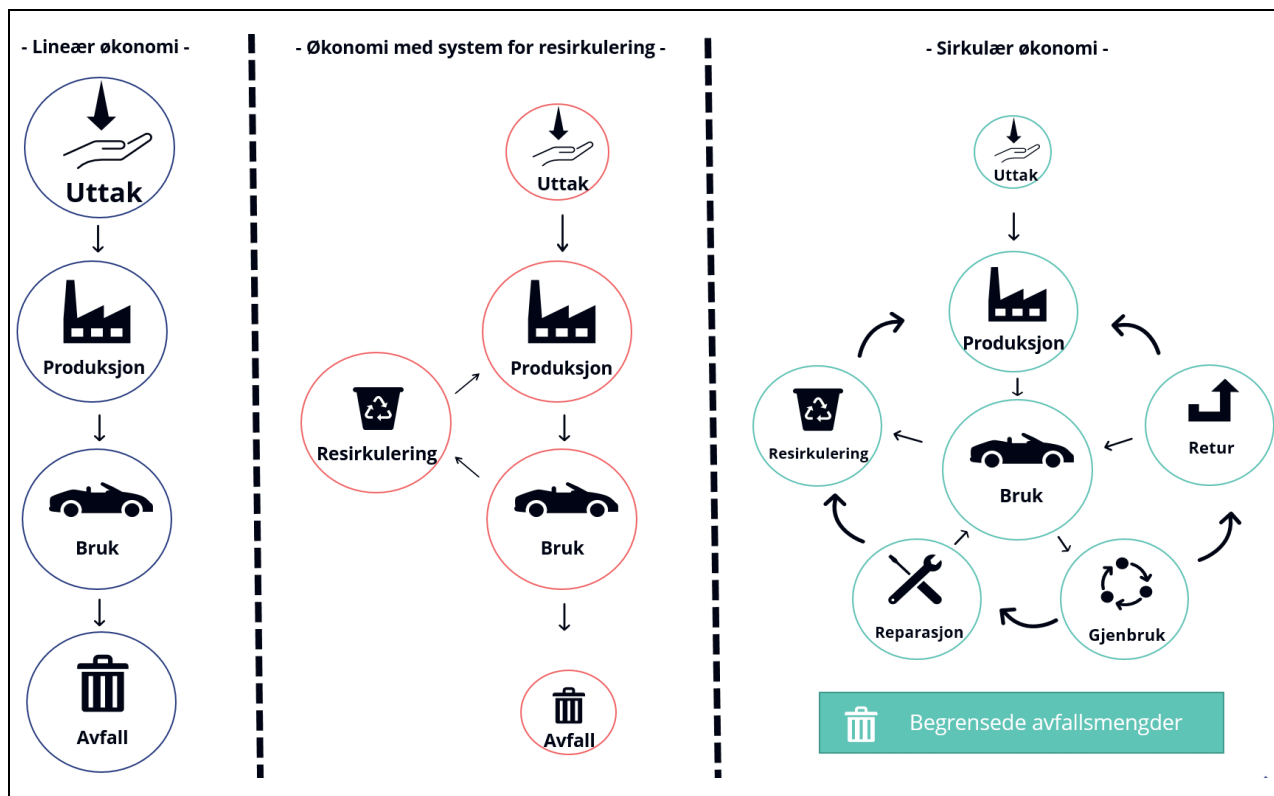 - Lineær økonomi -
Uttak
Produksjon
Bruk
Avfall
- Økonomi med system for resirkulering -
Uttak
Produksjon
Resirkulering
Bruk
Avfall
- Sirkulær økonomi -
Uttak
Produksjon
Resirkulering
Retur
Bruk
Reparasjon
Gjenbruk
Begrensede avfallsmengder